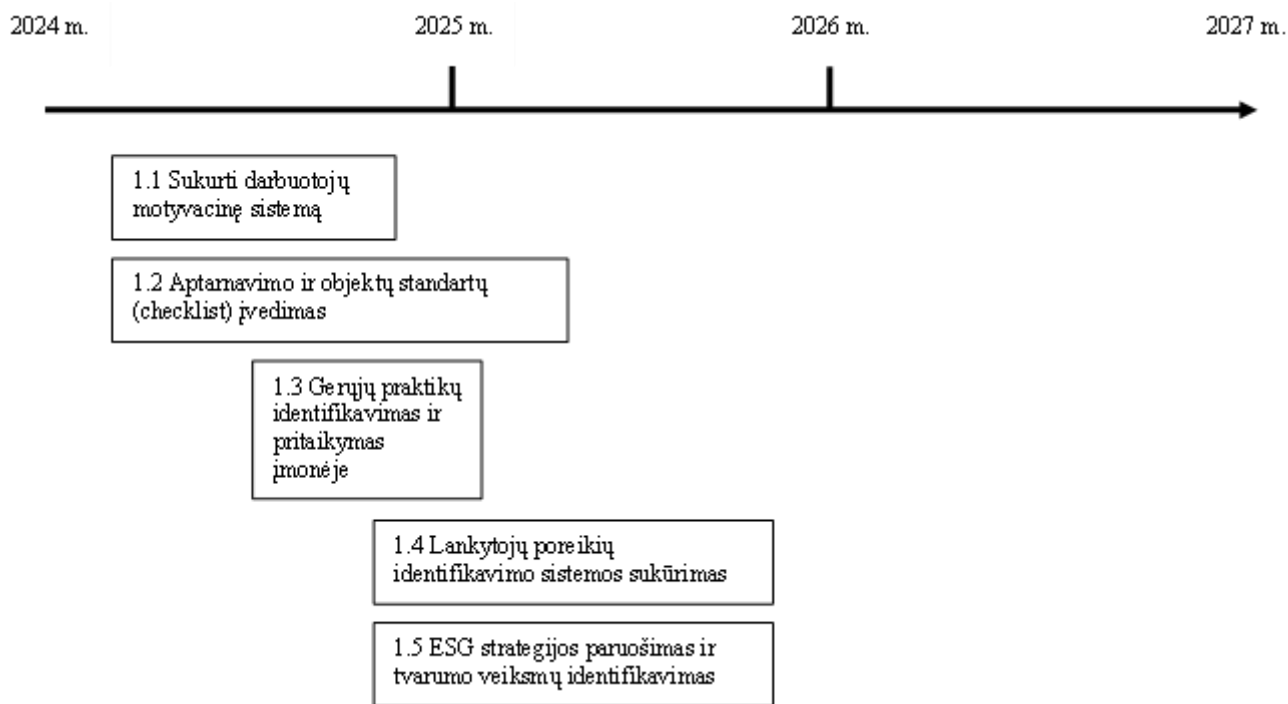 2024 m. 2025 m. 2026 m. 2027 m.
1.1 Sukurti darbuotojų
motyvacinę sistemą
1.2 Aptarnavimo ir objektų standartų
(checklist) įvedimas
1.3 Gerųjų praktikų
identifikavimas ir
pritaikymas
įmonėje
1.4 Lankytojų poreikių
identifikavimo sistemos sukūrimas
1.5 ESG strategijos paruošimas ir
tvarumo veiksmų identifikavimas